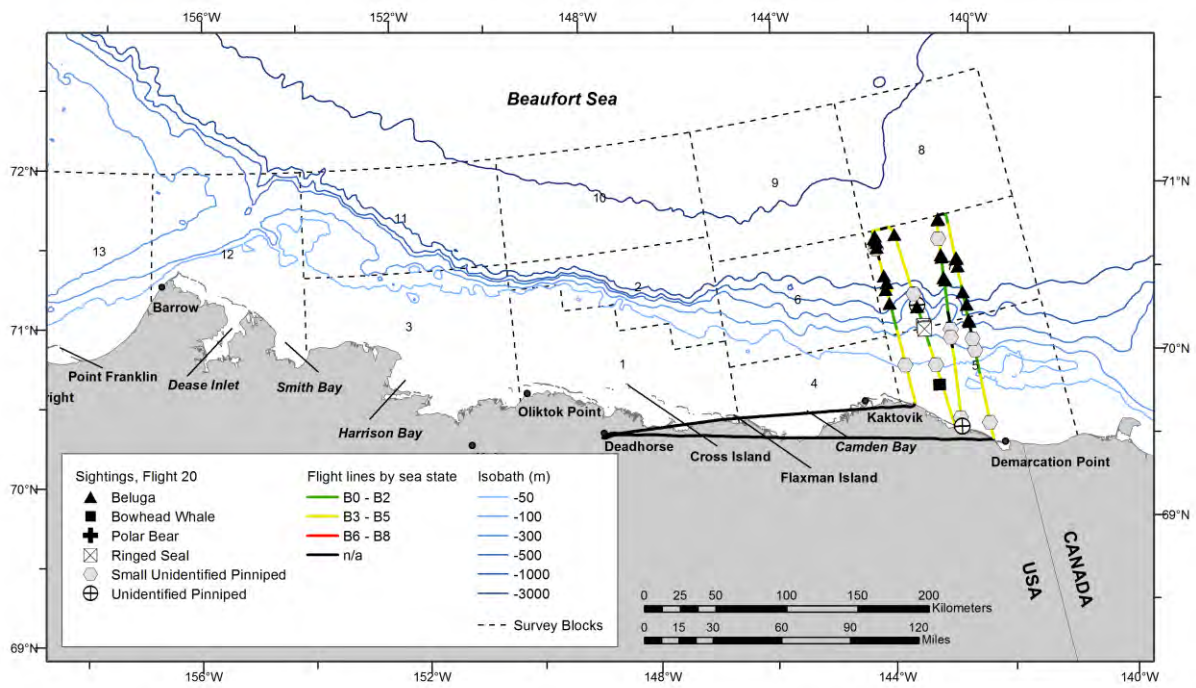 156°W 152°W 148°W 144°W 140°W
Beaufort Sea
72°N
71°N
8
9
10
11
13
12
2
6
3
Barrow
71°N
70°N
1
4
5
Point Franklin
Dease Inlet
Smith Bay
Oliktok Point
Kaktovik
Harrison Bay
Deadhorse
Cross Island
Camden Bay
Flaxman Island
Demarcation Point
70°N
69°N
69°N
Sightings, Flight 20
Beluga
Bowhead Whale
Polar Bear
Ringed Seal
Small Unidentified Pinniped
Unidentified Pinniped
Flight lines by sea state
B0 - B2
B3 - B5
B6 - B8
n/a
Isobath (m)
-50
-100
-300
-500
-1000
-3000
Survey Blocks
0 25 50 100 150 200
Kilometers
0 15 30 60 90 120
Miles
USA
CANADA
156°W 152°W 148°W 144°W 140°W